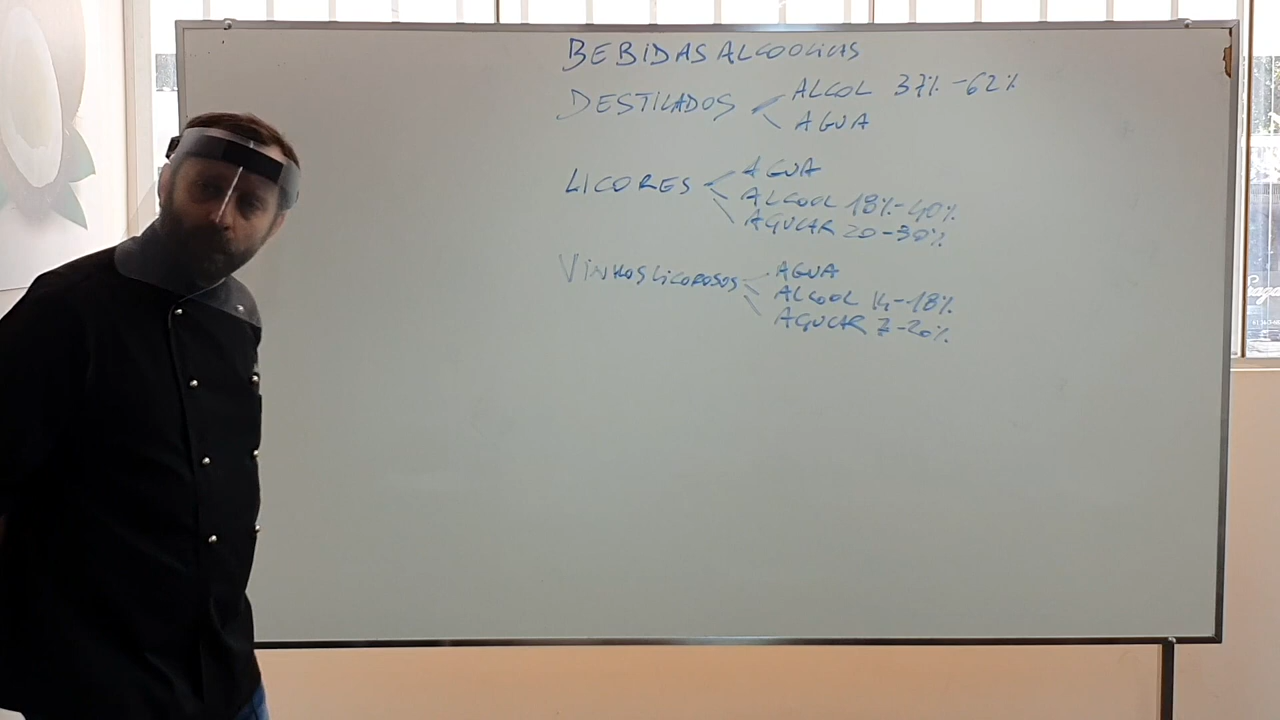 BEBIDAS ALCOOLICAS
DESTILADOS
ALCOL 37% - 62%
AGUA
LICORES
AGUA
ALCOOL 18% - 40%
AÇUCAR 20-30%
VINHOS LICOROSOS
AGUA
ALCOOL 14-18%
AÇUCAR 7-20%